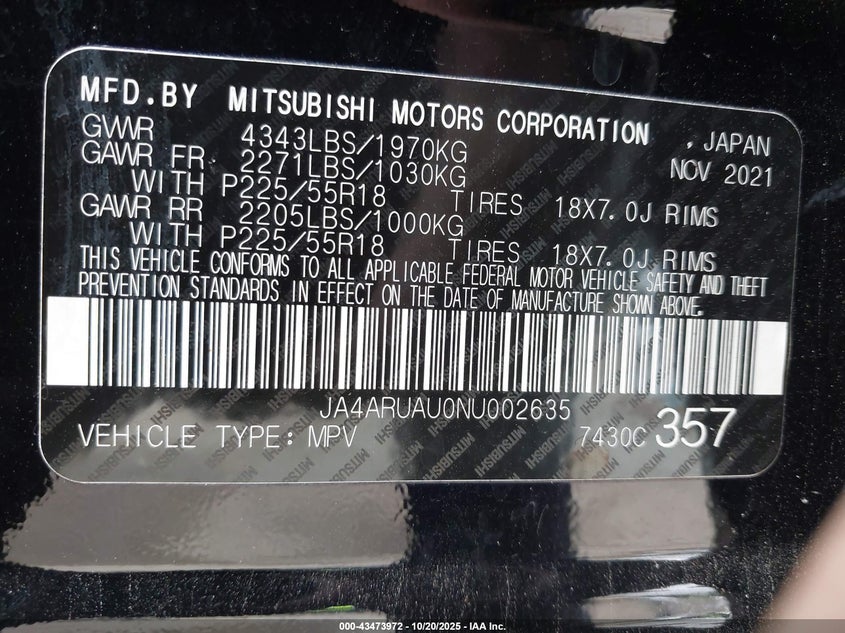 MFD.BY MITSUBISHI MOTORS CORPORATION , JAPAN
GVWR 4343LBS/1970KG NOV 2021
GAWR FR 2271LBS/1030KG
WITH P225/55R18 TIRES 18X7.0J RIMS
GAWR RR 2205LBS/1000KG
WITH P225/55R18 TIRES 18X7.0J RIMS
THIS VEHICLE CONFORMS TO ALL APPLICABLE FEDERAL MOTOR VEHICLE SAFETY AND THEFT
PREVENTION STANDARDS IN EFFECT ON THE DATE OF MANUFACTURE SHOWN ABOVE.
JA4ARUAU0NU002635
VEHICLE TYPE: MPV 7430C 357
000-43473972 - 10/20/2025 - IAA Inc.